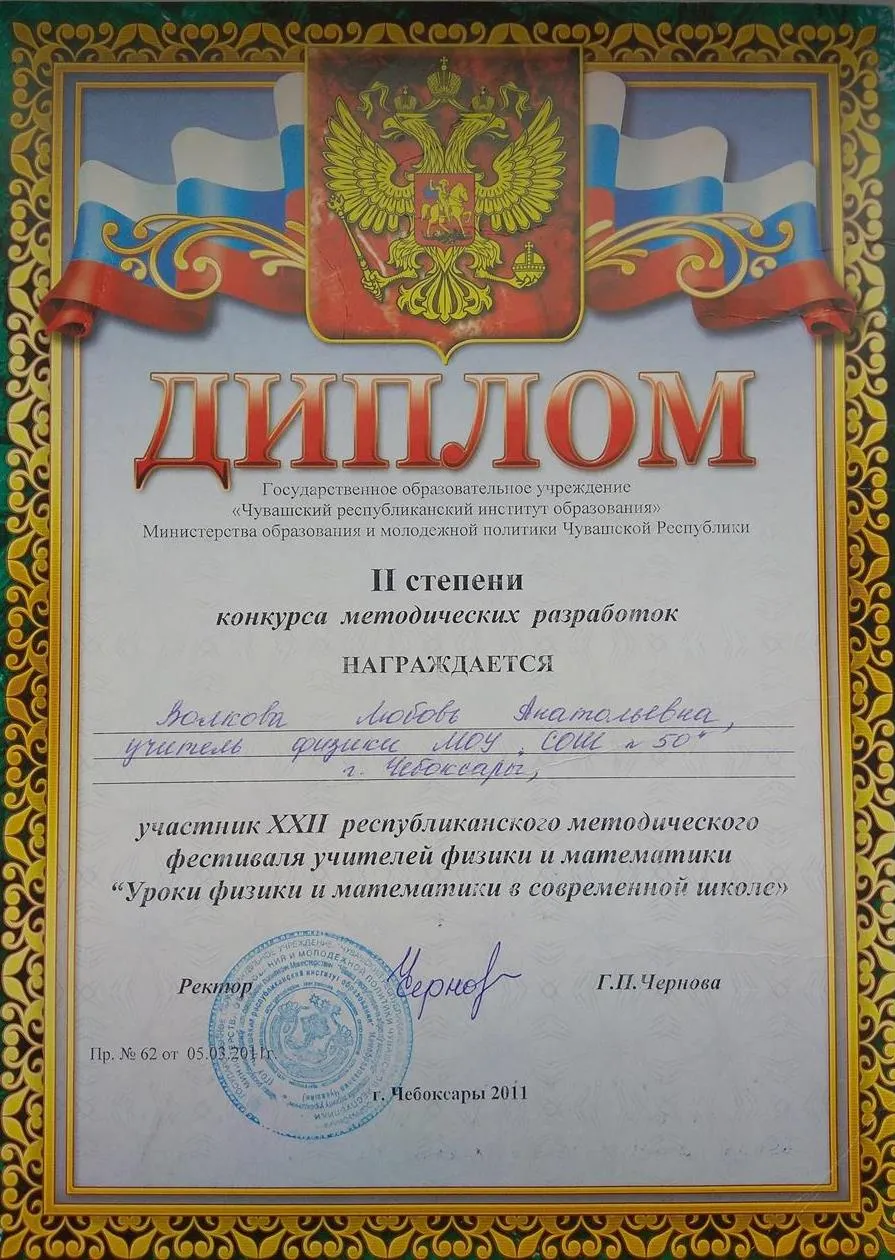 ДИПЛОМ
Государственное образовательное учреждение
«Чувашский республиканский институт образования»
Министерства образования и молодежной политики Чувашской Республики
II степени
конкурса методических разработок
НАГРАЖДАЕТСЯ
Волкова Любовь Анатольевна,
учитель физики МОУ „СОШ № 50"
г. Чебоксары,
участник XXII республиканского методического
фестиваля учителей физики и математики
“Уроки физики и математики в современной школе»
Ректор Г.П.Чернова
Пр. № 62 от 05.03.2011г.
г. Чебоксары 2011